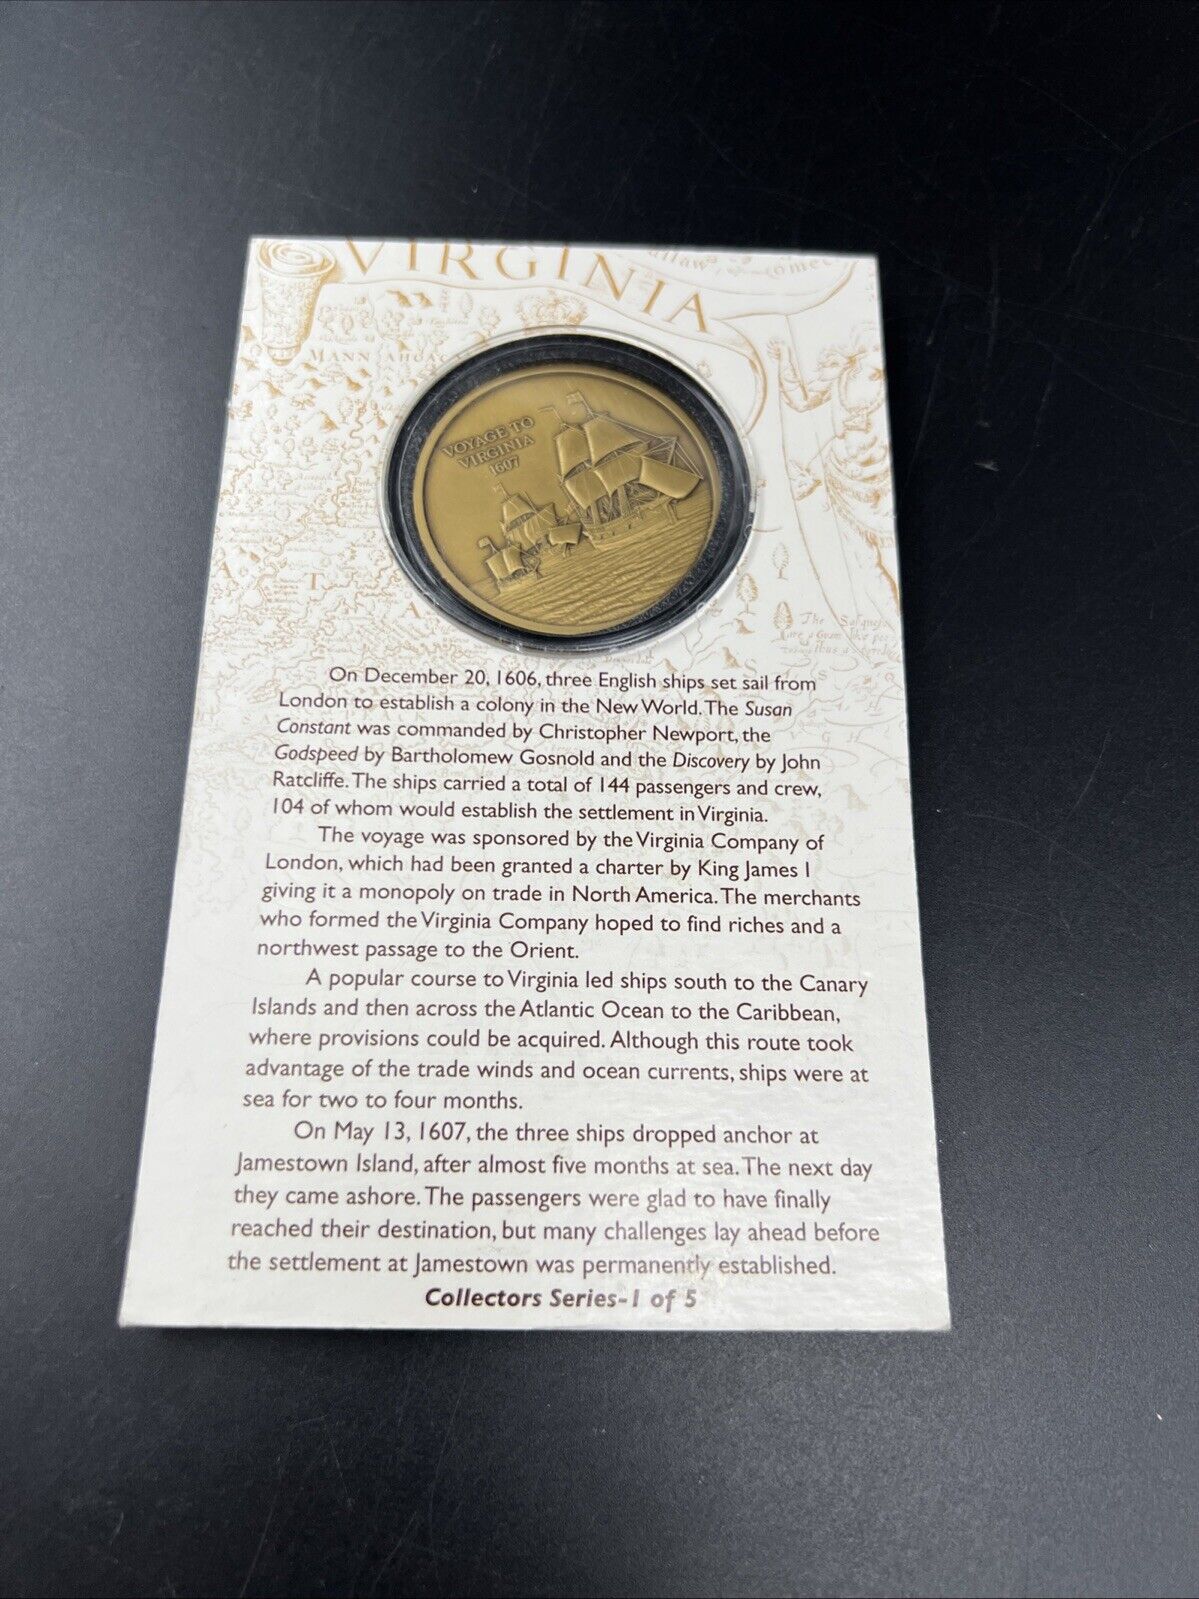 VIRGINIA
MANNAHOAC
VOYAGE TO
VIRGINIA
1607
The Sasques
On December 20, 1606, three English ships set sail from
London to establish a colony in the New World. The Susan
Constant was commanded by Christopher Newport, the
Godspeed by Bartholomew Gosnold and the Discovery by John
Ratcliffe. The ships carried a total of 144 passengers and crew,
104 of whom would establish the settlement in Virginia.
The voyage was sponsored by the Virginia Company of
London, which had been granted a charter by King James I
giving it a monopoly on trade in North America. The merchants
who formed the Virginia Company hoped to find riches and a
northwest passage to the Orient.
A popular course to Virginia led ships south to the Canary
Islands and then across the Atlantic Ocean to the Caribbean,
where provisions could be acquired. Although this route took
advantage of the trade winds and ocean currents, ships were at
sea for two to four months.
On May 13, 1607, the three ships dropped anchor at
Jamestown Island, after almost five months at sea. The next day
they came ashore. The passengers were glad to have finally
reached their destination, but many challenges lay ahead before
the settlement at Jamestown was permanently established.
Collectors Series-1 of 5